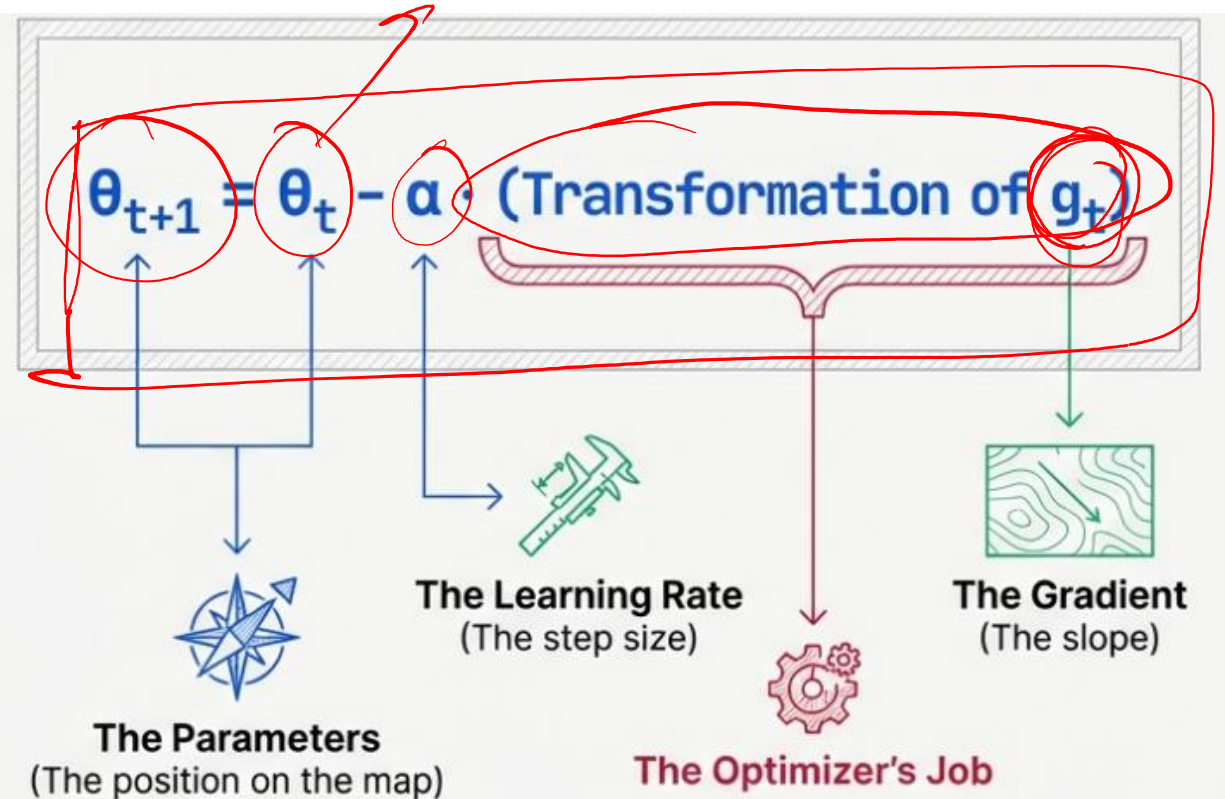 θₜ₊₁ = θₜ - α · (Transformation of gₜ)
The Learning Rate
(The step size)
The Gradient
(The slope)
The Parameters
(The position on the map)
The Optimizer's Job